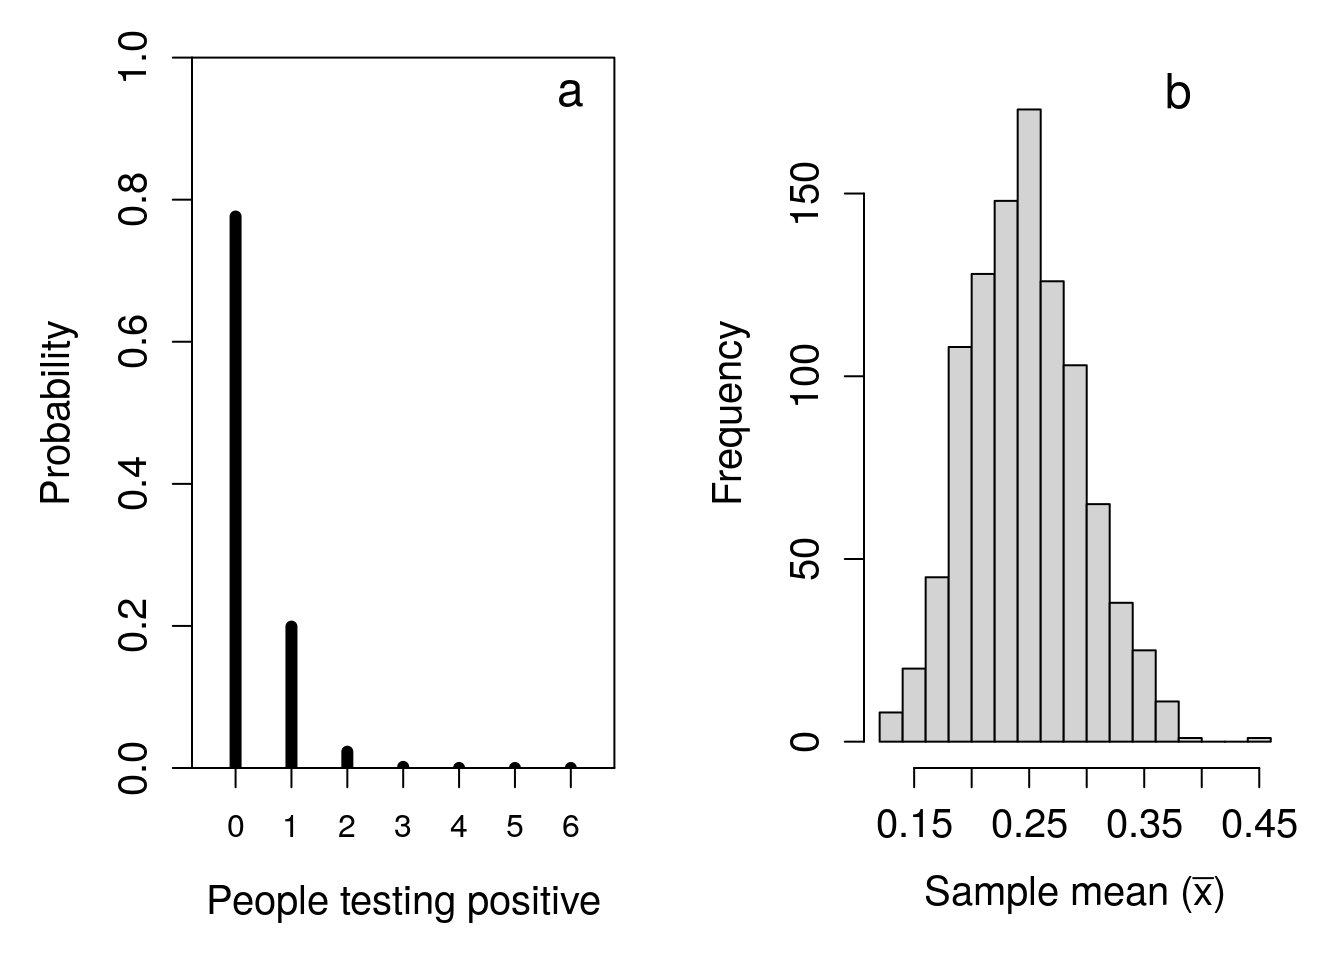 a
Probability
1.0
0.8
0.6
0.4
0.2
0.0
0 1 2 3 4 5 6
People testing positive
b
Frequency
150
100
50
0
0.15 0.25 0.35 0.45
Sample mean (x̅)